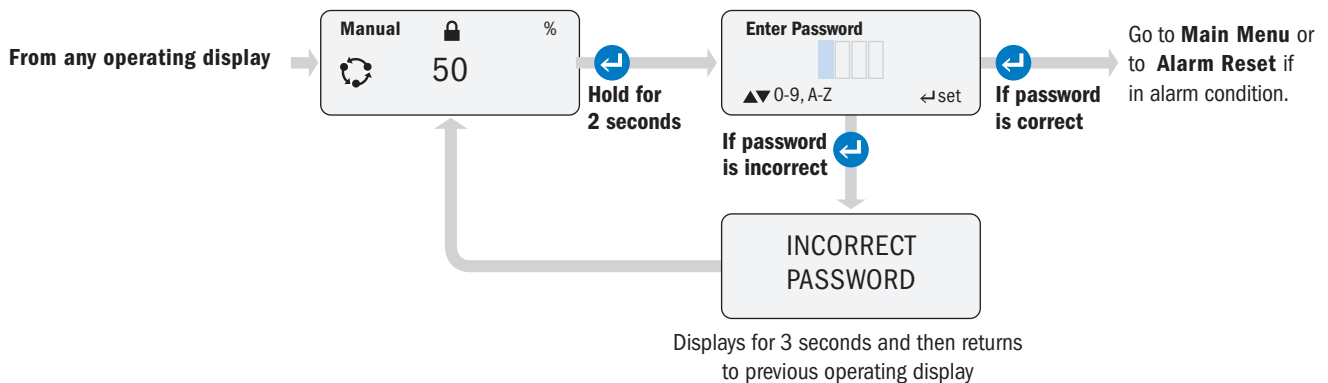 From any operating display
Manual %
50
Hold for
2 seconds
Enter Password
▲▼ 0-9, A-Z ↵ set
If password
is correct
Go to Main Menu or
to Alarm Reset if
in alarm condition.
If password
is incorrect
INCORRECT
PASSWORD
Displays for 3 seconds and then returns
to previous operating display